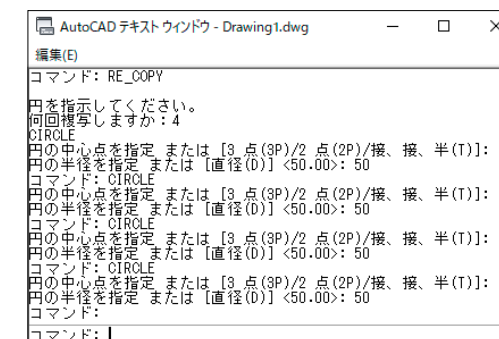 AutoCAD テキスト ウィンドウ - Drawing1.dwg
編集(E)
コマンド: RE_COPY
円を指示してください。
何回複写しますか:4
CIRCLE
円の中心点を指定 または [3 点(3P)/2 点(2P)/接、接、半(T)]:
円の半径を指定 または [直径(D)] <50.00>: 50
コマンド: CIRCLE
円の中心点を指定 または [3 点(3P)/2 点(2P)/接、接、半(T)]:
円の半径を指定 または [直径(D)] <50.00>: 50
コマンド: CIRCLE
円の中心点を指定 または [3 点(3P)/2 点(2P)/接、接、半(T)]:
円の半径を指定 または [直径(D)] <50.00>: 50
コマンド: CIRCLE
円の中心点を指定 または [3 点(3P)/2 点(2P)/接、接、半(T)]:
円の半径を指定 または [直径(D)] <50.00>: 50
コマンド:
コマンド: